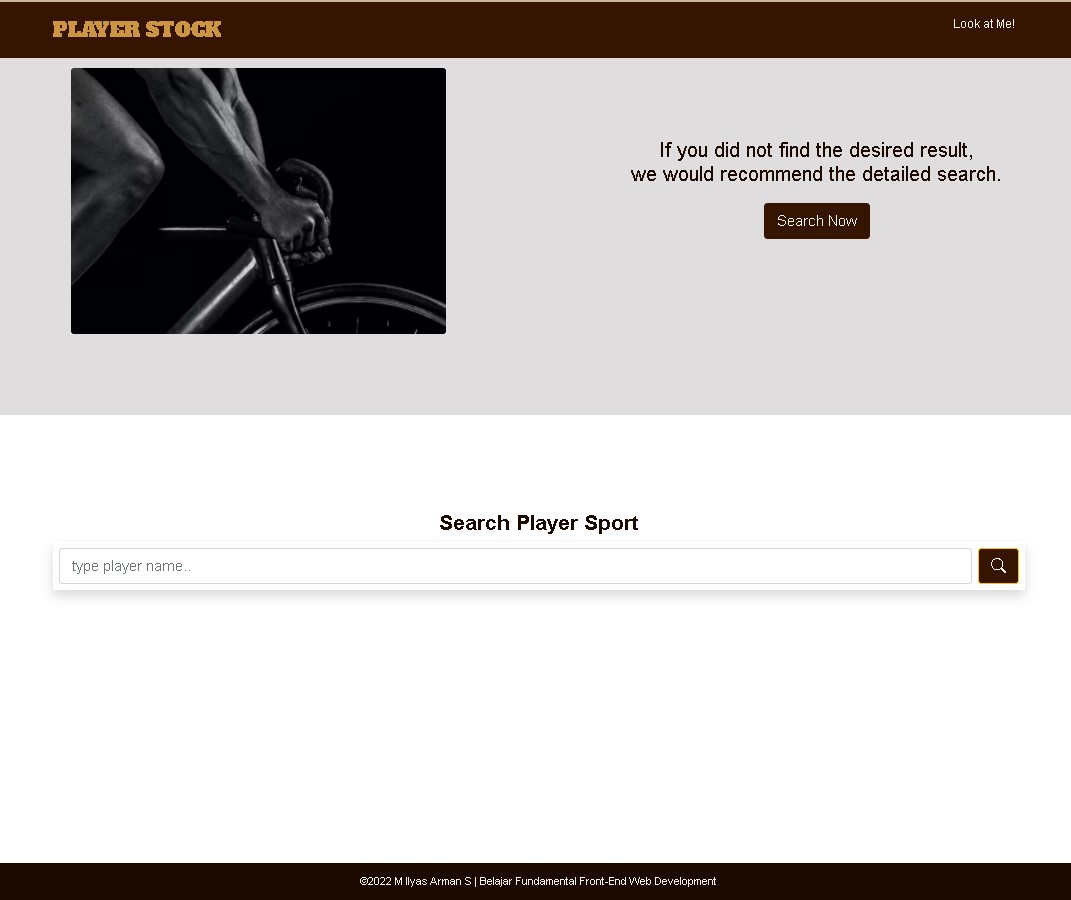 PLAYER STOCK
Look at Me!
If you did not find the desired result,
we would recommend the detailed search.
Search Now
Search Player Sport
type player name..
©2022 M Ilyas Arman S | Belajar Fundamental Front-End Web Development